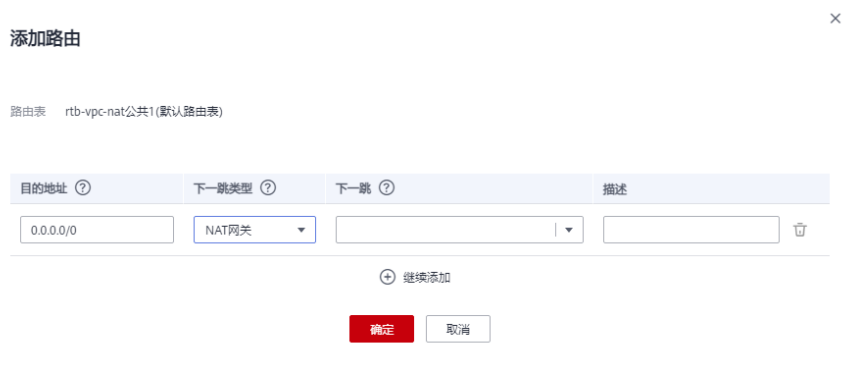 添加路由
路由表 rtb-vpc-nat公共1(默认路由表)
目的地址 ? 下一跳类型 ? 下一跳 ? 描述
0.0.0.0/0 NAT网关
继续添加
确定 取消